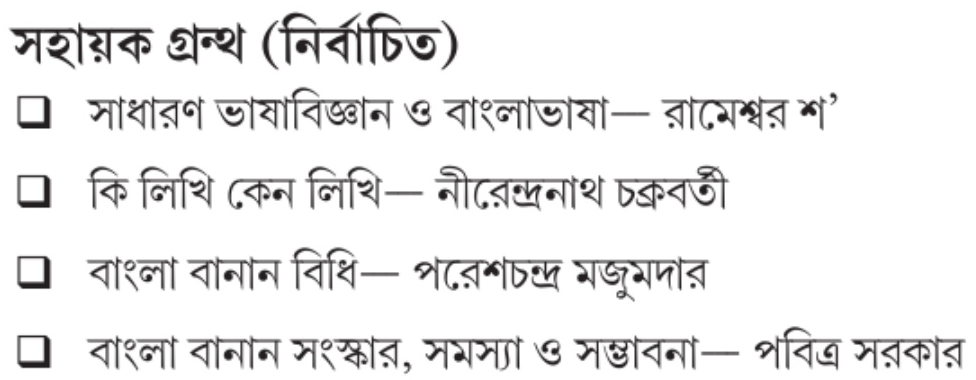 সহায়ক গ্রন্থ (নির্বাচিত)
❑ সাধারণ ভাষাবিজ্ঞান ও বাংলাভাষা— রামেশ্বর শ’
❑ কি লিখি কেন লিখি— নীরেন্দ্রনাথ চক্রবর্তী
❑ বাংলা বানান বিধি— পরেশচন্দ্র মজুমদার
❑ বাংলা বানান সংস্কার, সমস্যা ও সম্ভাবনা— পবিত্র সরকার